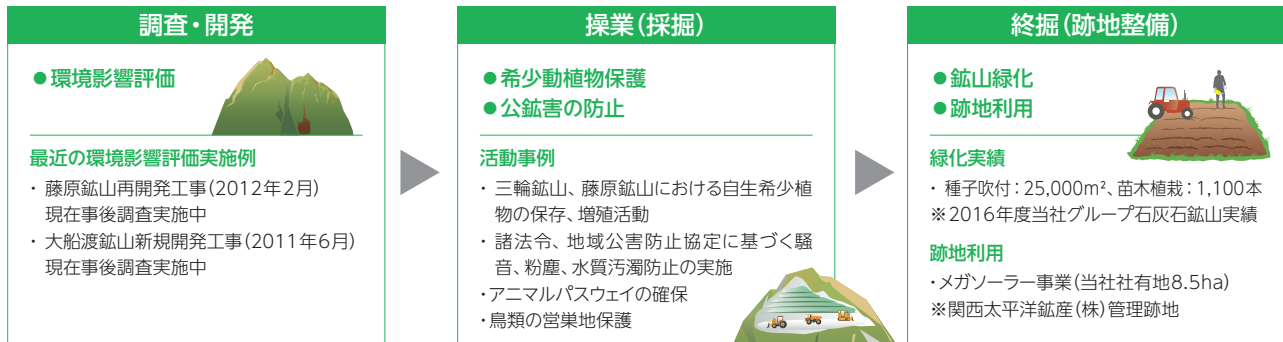 調査・開発
●環境影響評価
最近の環境影響評価実施例
・ 藤原鉱山再開発工事(2012年2月)
現在事後調査実施中
・ 大船渡鉱山新規開発工事(2011年6月)
現在事後調査実施中
操業(採掘)
●希少動植物保護
●公鉱害の防止
活動事例
・ 三輪鉱山、藤原鉱山における自生希少植
物の保存、増殖活動
・ 諸法令、地域公害防止協定に基づく騒
音、粉塵、水質汚濁防止の実施
・アニマルパスウェイの確保
・鳥類の営巣地保護
終掘(跡地整備)
●鉱山緑化
●跡地利用
緑化実績
・ 種子吹付：25,000m²、苗木植栽：1,100本
※2016年度当社グループ石灰石鉱山実績
跡地利用
・メガソーラー事業(当社社有地8.5ha)
※関西太平洋鉱産(株)管理跡地